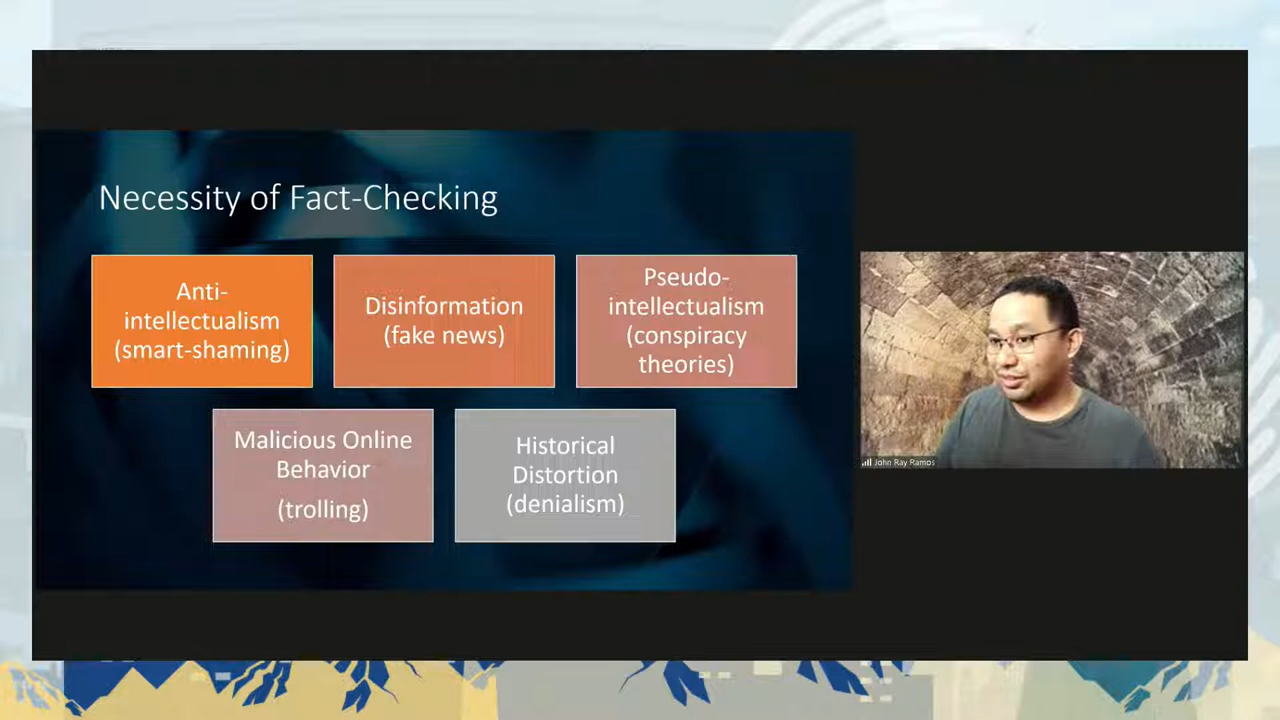 Necessity of Fact-Checking
Anti-
intellectualism
(smart-shaming)
Disinformation
(fake news)
Pseudo-
intellectualism
(conspiracy
theories)
Malicious Online
Behavior
(trolling)
Historical
Distortion
(denialism)
John Ray Ramos